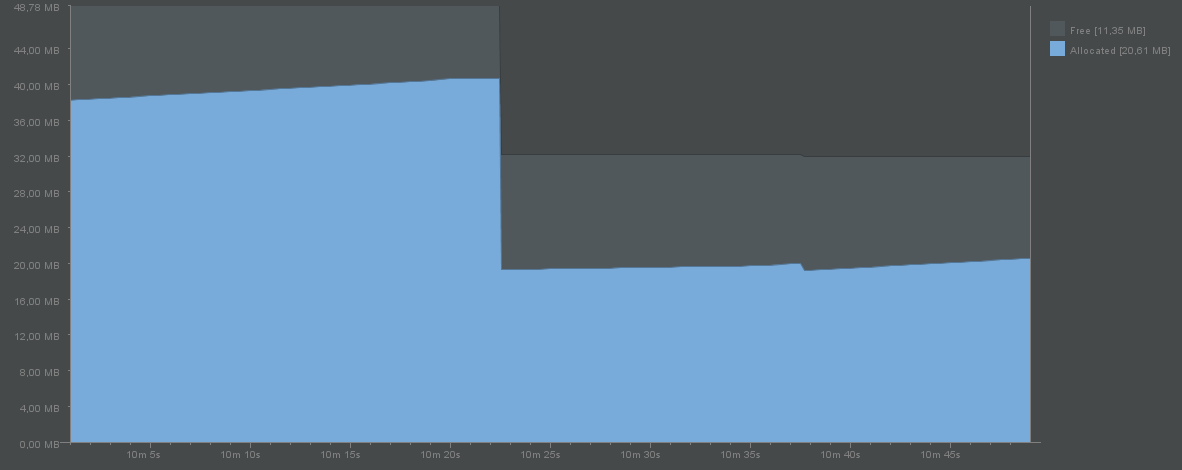 48,78 MB
44,00 MB
40,00 MB
36,00 MB
32,00 MB
28,00 MB
24,00 MB
20,00 MB
16,00 MB
12,00 MB
8,00 MB
4,00 MB
0,00 MB
10m 5s 10m 10s 10m 15s 10m 20s 10m 25s 10m 30s 10m 35s 10m 40s 10m 45s
Free [11,35 MB]
Allocated [20,61 MB]